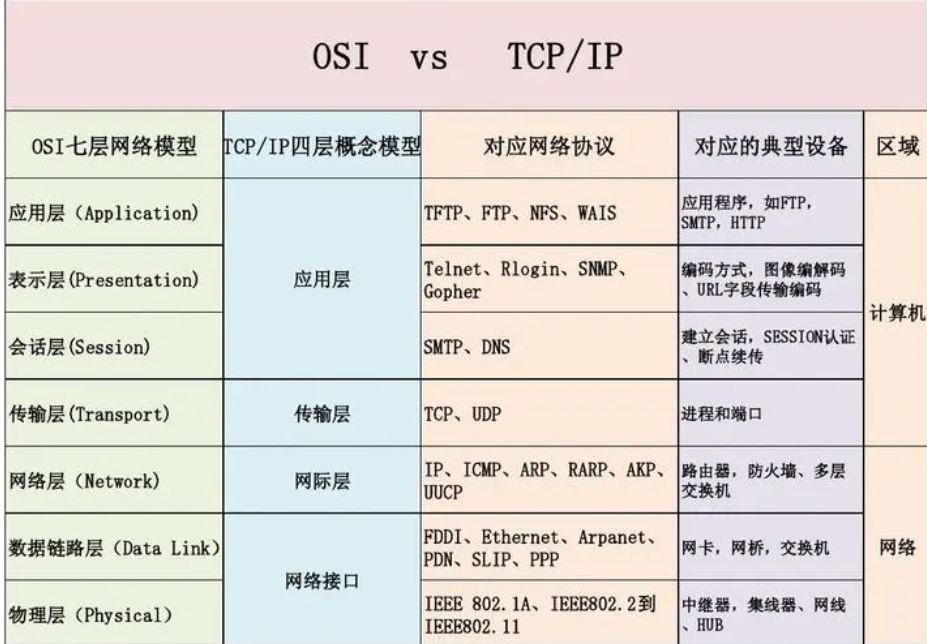 OSI vs TCP/IP
OSI七层网络模型 TCP/IP四层概念模型 对应网络协议 对应的典型设备 区域
应用层（Application) 应用层 TFTP、FTP、NFS、WAIS 应用程序，如FTP，
SMTP，HTTP 计算机
表示层(Presentation) Telnet、Rlogin、SNMP、
Gopher 编码方式，图像编解码
、URL字段传输编码
会话层(Session) SMTP、DNS 建立会话，SESSION认证
、断点续传
传输层(Transport) 传输层 TCP、UDP 进程和端口
网络层（Network) 网际层 IP、ICMP、ARP、RARP、AKP、
UUCP 路由器，防火墙、多层
交换机 网络
数据链路层（Data Link） 网络接口 FDDI、Ethernet、Arpanet、
PDN、SLIP、PPP 网卡，网桥，交换机
物理层（Physical） IEEE 802.1A、IEEE802.2到
IEEE802.11 中继器，集线器、网线
、HUB